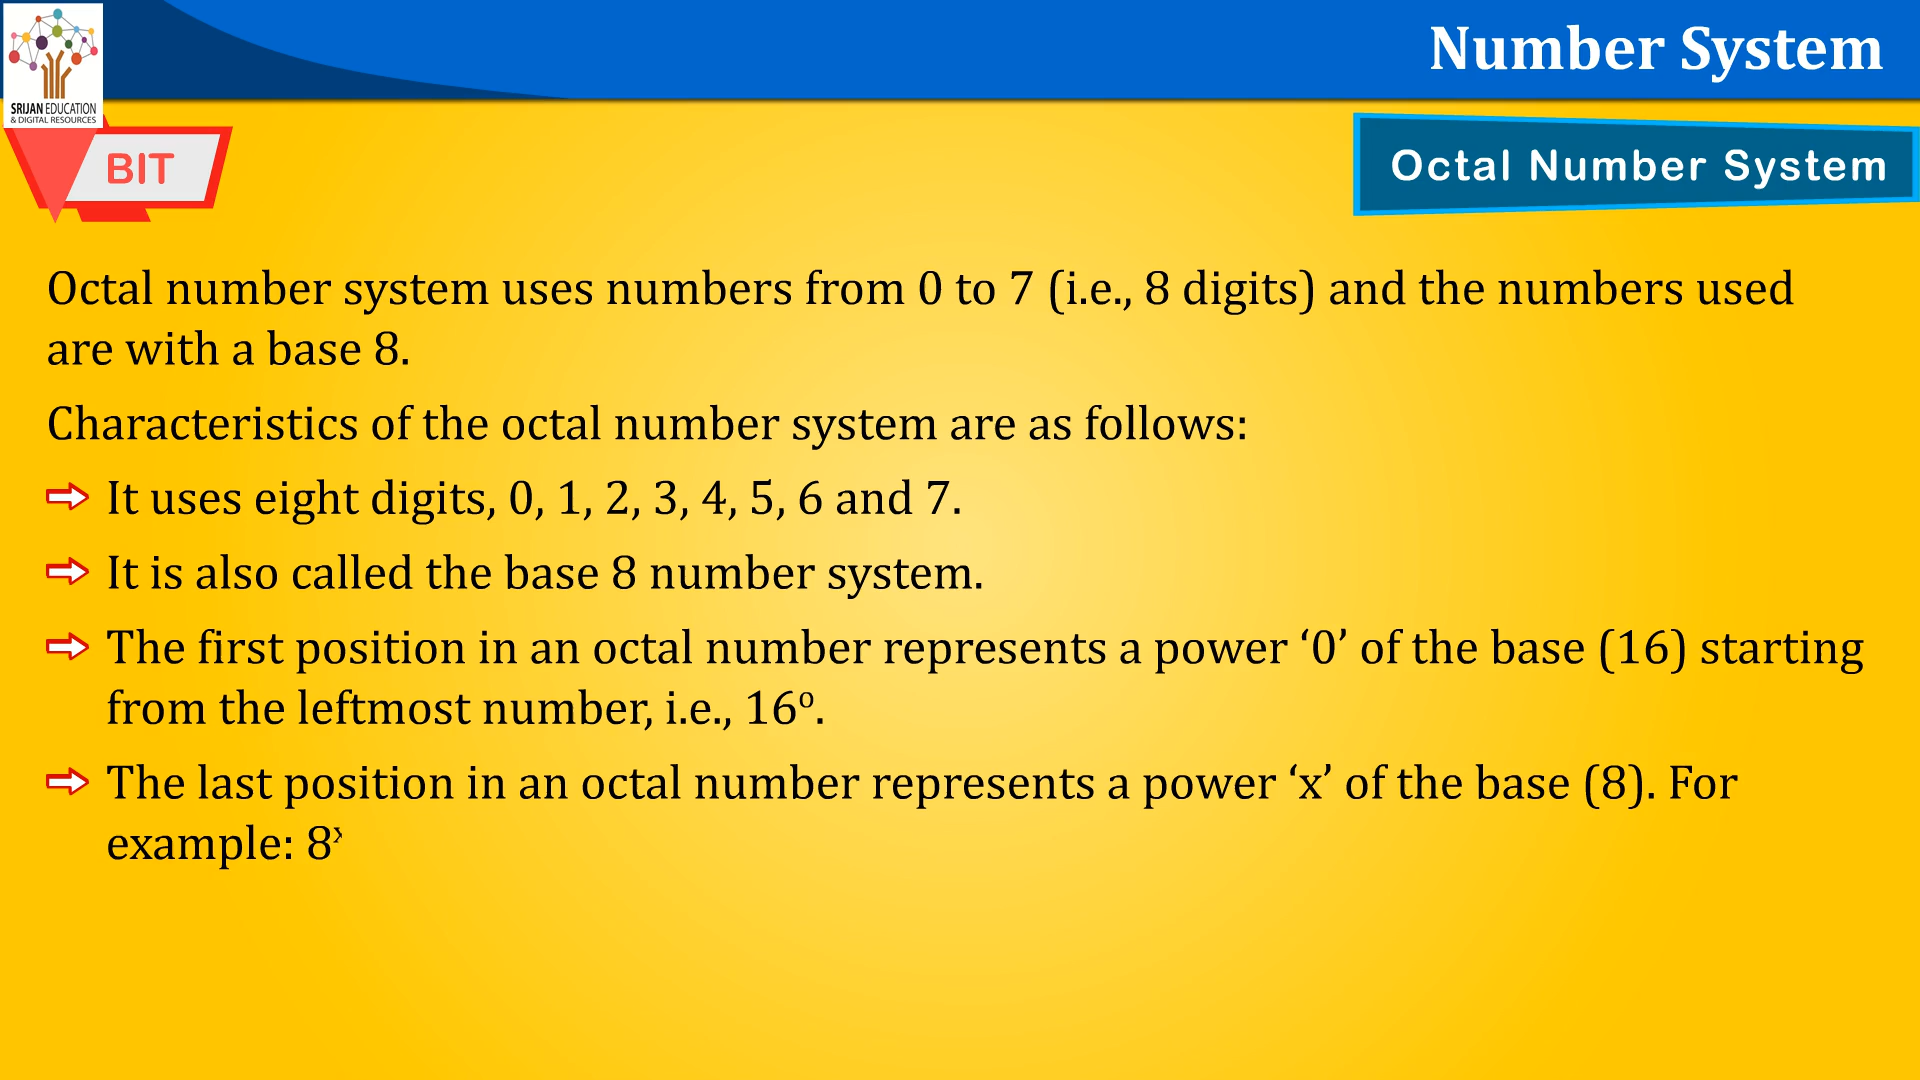 Number System
SRIJAN EDUCATION
& DIGITAL RESOURCES
BIT
Octal Number System
Octal number system uses numbers from 0 to 7 (i.e., 8 digits) and the numbers used
are with a base 8.
Characteristics of the octal number system are as follows:
It uses eight digits, 0, 1, 2, 3, 4, 5, 6 and 7.
It is also called the base 8 number system.
The first position in an octal number represents a power ‘0’ of the base (16) starting
from the leftmost number, i.e., 16⁰.
The last position in an octal number represents a power ‘x’ of the base (8). For
example: 8ˣ